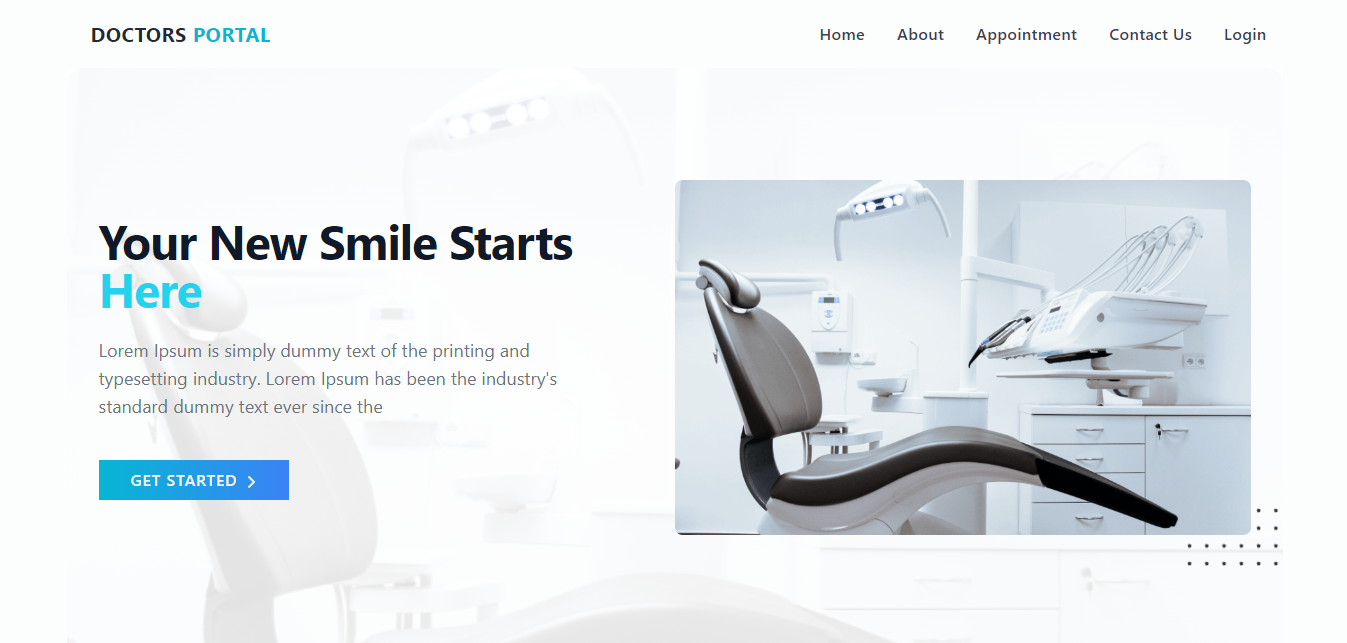 DOCTORS PORTAL
Home About Appointment Contact Us Login
Your New Smile Starts
Here
Lorem Ipsum is simply dummy text of the printing and
typesetting industry. Lorem Ipsum has been the industry's
standard dummy text ever since the
GET STARTED